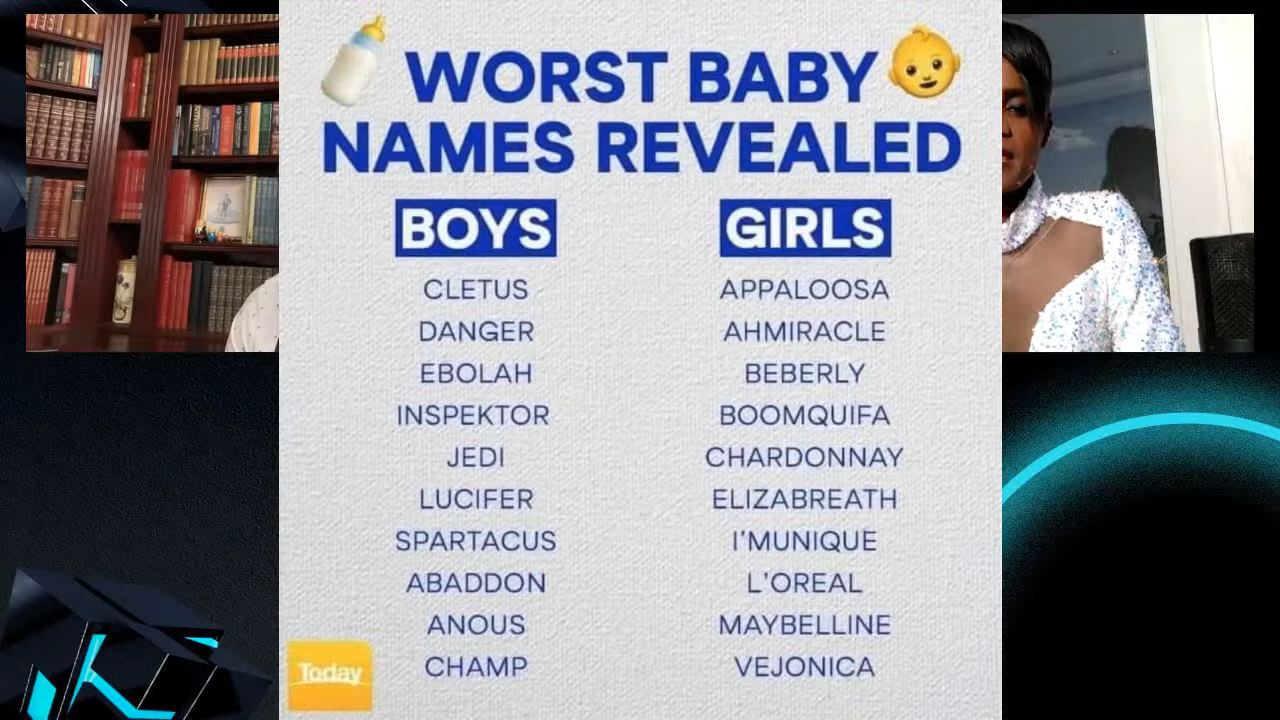 WORST BABY
NAMES REVEALED
BOYS
CLETUS
DANGER
EBOLAH
INSPEKTOR
JEDI
LUCIFER
SPARTACUS
ABADDON
ANOUS
CHAMP
GIRLS
APPALOOSA
AHMIRACLE
BEBERLY
BOOMQUIFA
CHARDONNAY
ELIZABREATH
I'MUNIQUE
L'OREAL
MAYBELLINE
VEJONICA
Today